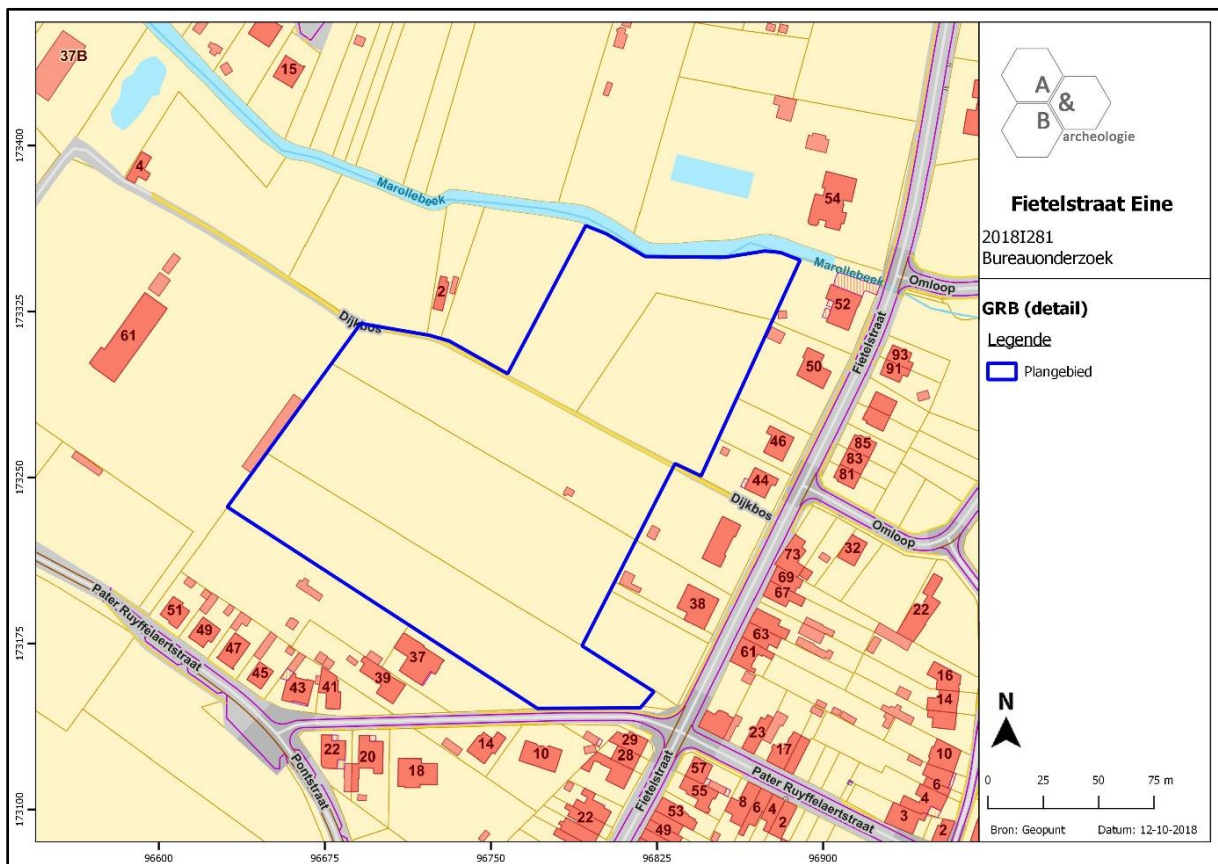 37B
15
4
Marollebeek
54
Marollebeek
Omloop
2
52
Dijkbos
61
Fietelstraat
50
93
91
46
85
83
81
44
Dijkbos
Omloop
73
32
69
67
38
22
51
49
47
45
43
41
39
37
63
61
16
14
Pater Ruyffelaertstraat
23
17
10
22
20
18
14
10
29
28
57
55
6
4
3
2
8
6
4
2
53
49
22
Pontstraat
Fietelstraat
Pater Ruyffelaertstraat
173400
173325
173250
173175
173100
96600
96675
96750
96825
96900
A
&
B
archeologie
Fietelstraat Eine
2018I281
Bureauonderzoek
GRB (detail)
Legende
Plangebied
N
0 25 50 75 m
Bron: Geopunt Datum: 12-10-2018